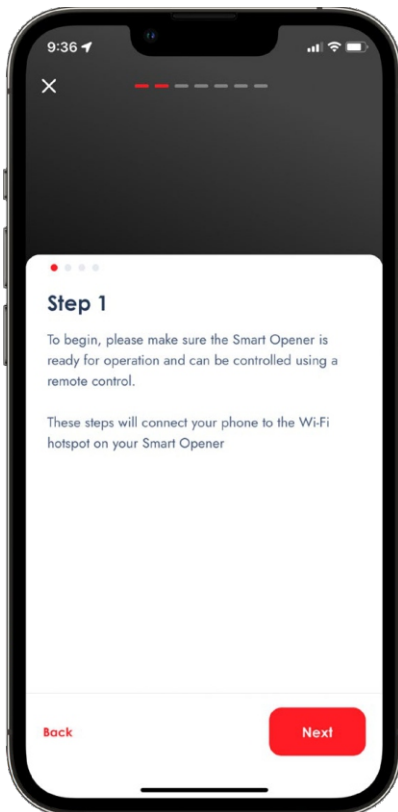 9:36
Step 1
To begin, please make sure the Smart Opener is
ready for operation and can be controlled using a
remote control.
These steps will connect your phone to the Wi-Fi
hotspot on your Smart Opener
Back
Next